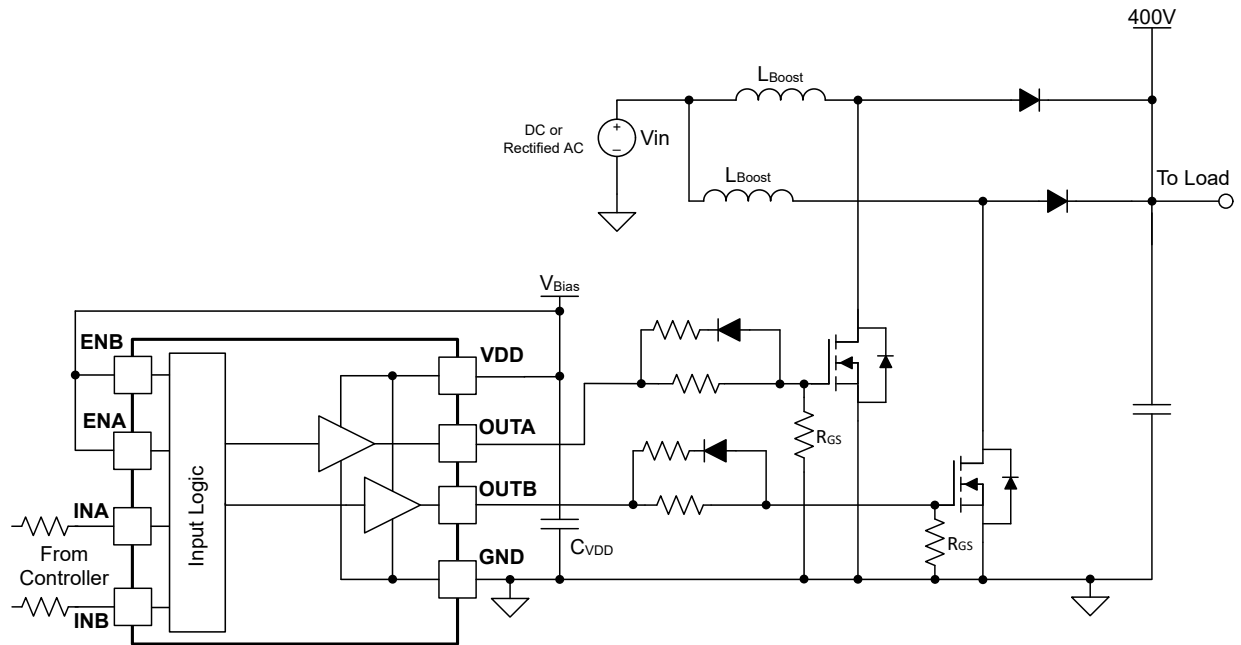 400V
LBoost
DC or
Rectified AC
+
–
Vin
LBoost
To Load
VBias
ENB
VDD
ENA
OUTA
RGS
INA
Input Logic
OUTB
From
Controller
CVDD
RGS
GND
INB